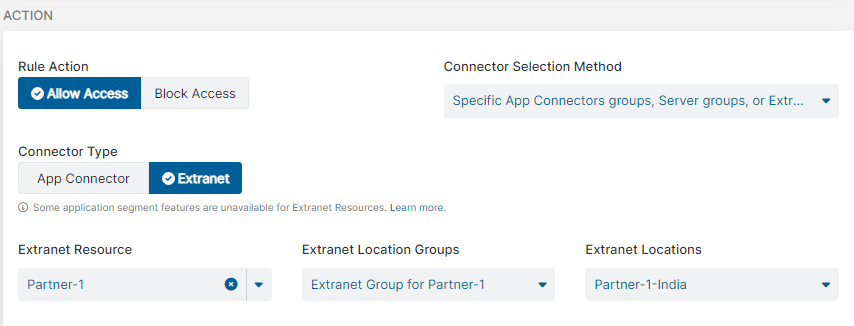 ACTION
Rule Action
Connector Selection Method
Allow Access
Block Access
Specific App Connectors groups, Server groups, or Extr...
Connector Type
App Connector
Extranet
Some application segment features are unavailable for Extranet Resources. Learn more.
Extranet Resource
Extranet Location Groups
Extranet Locations
Partner-1
Extranet Group for Partner-1
Partner-1-India